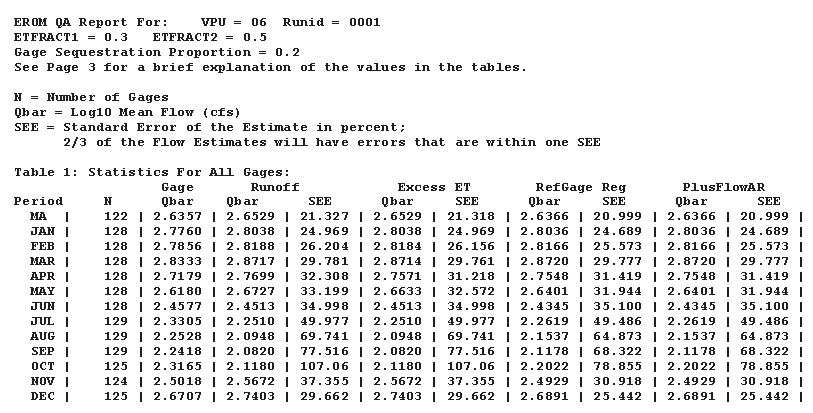 EROM QA Report For:    VPU = 06  Runid = 0001
ETFRACT1 = 0.3   ETFRACT2 = 0.5
Gage Sequestration Proportion = 0.2
See Page 3 for a brief explanation of the values in the tables.
N = Number of Gages
Qbar = Log10 Mean Flow (cfs)
SEE = Standard Error of the Estimate in percent;
2/3 of the Flow Estimates will have errors that are within one SEE
Table 1: Statistics For All Gages:
Gage Runoff Excess ET RefGage Reg PlusFlowAR
Period N Qbar Qbar SEE Qbar SEE Qbar SEE Qbar SEE
MA | 122 | 2.6357 | 2.6529 | 21.327 | 2.6529 | 21.318 | 2.6366 | 20.999 | 2.6366 | 20.999 |
JAN | 128 | 2.7760 | 2.8038 | 24.969 | 2.8038 | 24.969 | 2.8036 | 24.689 | 2.8036 | 24.689 |
FEB | 128 | 2.7856 | 2.8188 | 26.204 | 2.8184 | 26.156 | 2.8166 | 25.573 | 2.8166 | 25.573 |
MAR | 128 | 2.8333 | 2.8717 | 29.781 | 2.8714 | 29.761 | 2.8720 | 29.777 | 2.8720 | 29.777 |
APR | 128 | 2.7179 | 2.7699 | 32.308 | 2.7571 | 31.218 | 2.7548 | 31.419 | 2.7548 | 31.419 |
MAY | 128 | 2.6180 | 2.6727 | 33.199 | 2.6633 | 32.572 | 2.6401 | 31.944 | 2.6401 | 31.944 |
JUN | 128 | 2.4577 | 2.4513 | 34.998 | 2.4513 | 34.998 | 2.4345 | 35.100 | 2.4345 | 35.100 |
JUL | 129 | 2.3305 | 2.2510 | 49.977 | 2.2510 | 49.977 | 2.2619 | 49.486 | 2.2619 | 49.486 |
AUG | 129 | 2.2528 | 2.0948 | 69.741 | 2.0948 | 69.741 | 2.1537 | 64.873 | 2.1537 | 64.873 |
SEP | 129 | 2.2418 | 2.0820 | 77.516 | 2.0820 | 77.516 | 2.1178 | 68.322 | 2.1178 | 68.322 |
OCT | 125 | 2.3165 | 2.1180 | 107.06 | 2.1180 | 107.06 | 2.2022 | 78.855 | 2.2022 | 78.855 |
NOV | 124 | 2.5018 | 2.5672 | 37.355 | 2.5672 | 37.355 | 2.4929 | 30.918 | 2.4929 | 30.918 |
DEC | 125 | 2.6707 | 2.7403 | 29.662 | 2.7403 | 29.662 | 2.6891 | 25.442 | 2.6891 | 25.442 |